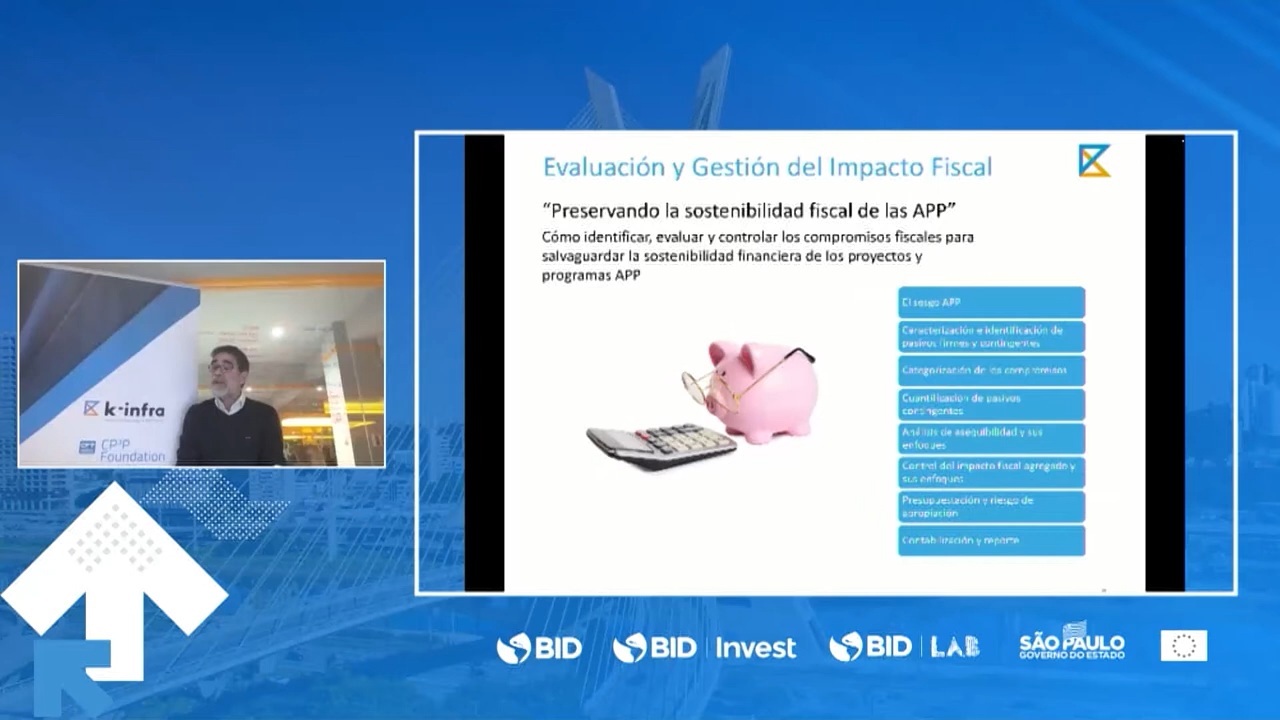 Evaluación y Gestión del Impacto Fiscal
“Preservando la sostenibilidad fiscal de las APP”
Cómo identificar, evaluar y controlar los compromisos fiscales para
salvaguardar la sostenibilidad financiera de los proyectos y
programas APP
El sesgo APP
Caracterización e identificación de
pasivos firmes y contingentes
Categorización de los compromisos
Cuantificación de pasivos
contingentes
Análisis de asequibilidad y sus
enfoques
Control del impacto fiscal agregado y
sus enfoques
Presupuestación y riesgo de
apropiación
Contabilización y reporte
k-infra
CP3P
Foundation
BID
BID Invest
BID LAB
SÃO PAULO
GOVERNO DO ESTADO